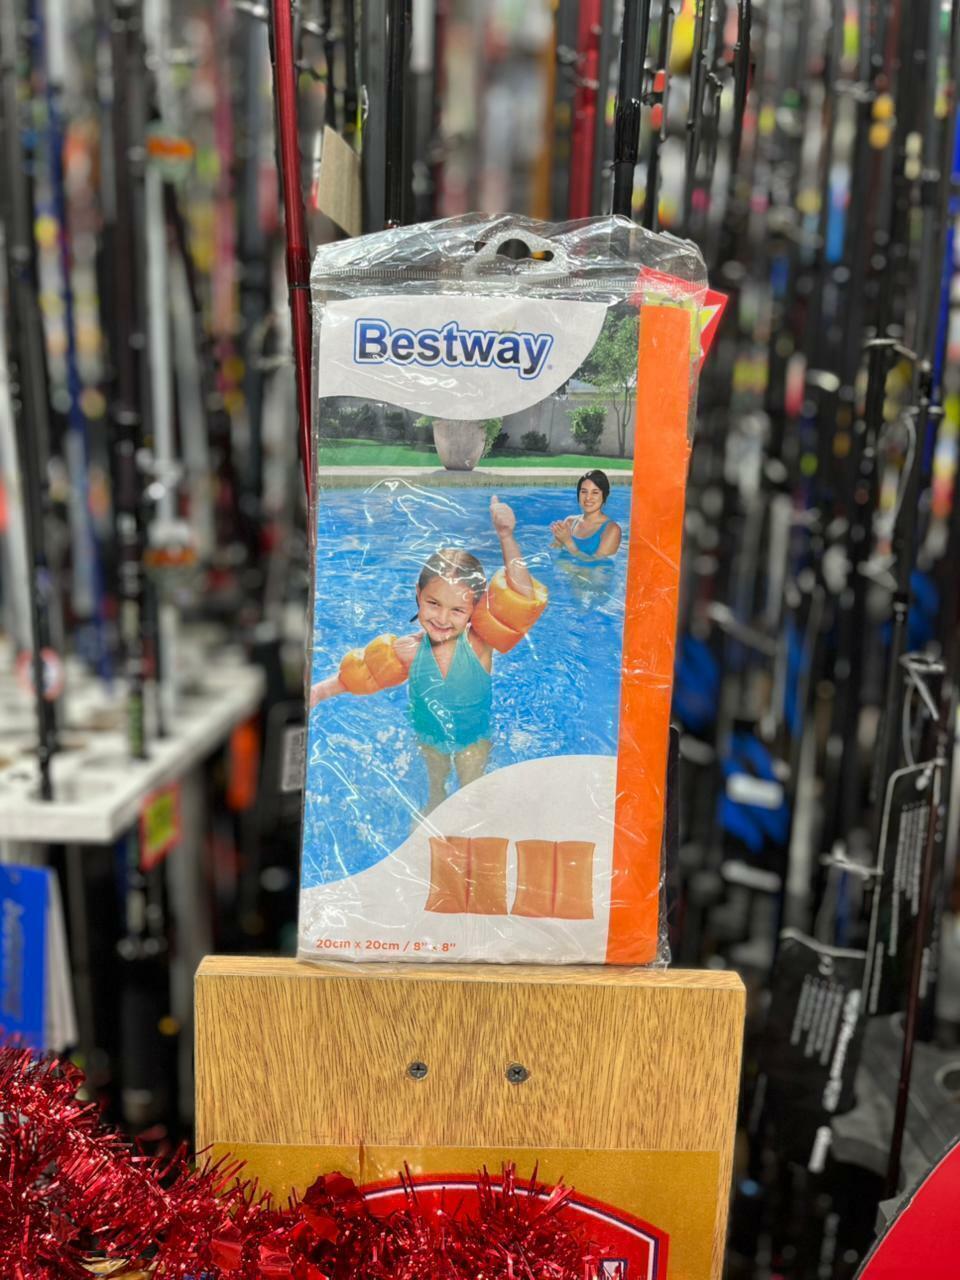 Bestway
20cm x 20cm / 8" x 8"